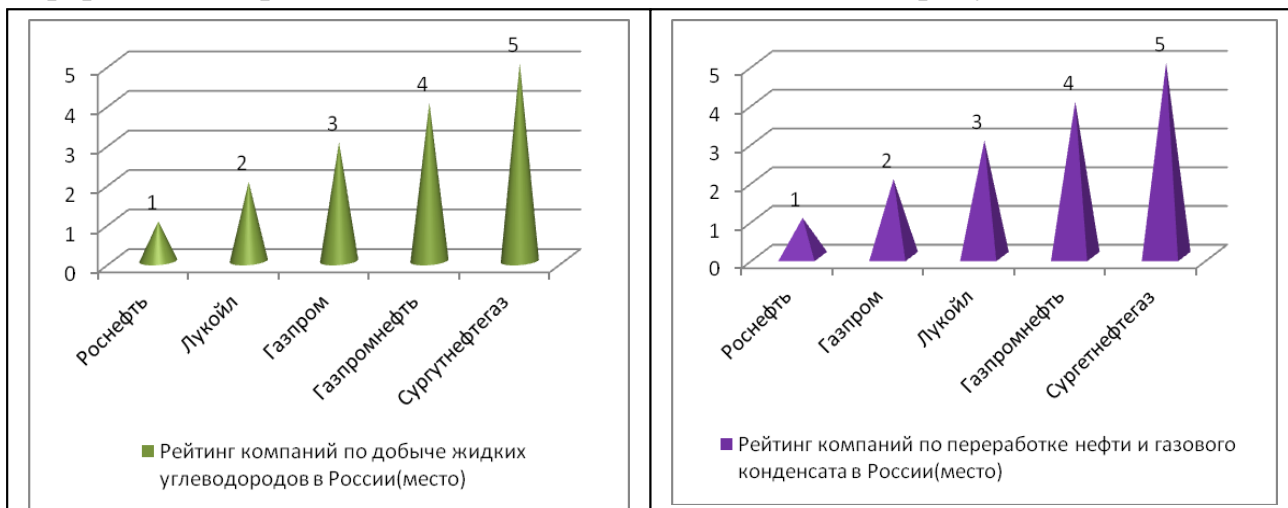 5
4
3
2
1
0
1
2
3
4
5
Роснефть
Лукойл
Газпром
Газпромнефть
Сургутнефтегаз
Рейтинг компаний по добыче жидких
углеводородов в России(место)
5
4
3
2
1
0
1
2
3
4
5
Роснефть
Газпром
Лукойл
Газпромнефть
Сургетнефтегаз
Рейтинг компаний по переработке нефти и газового
конденсата в России(место)